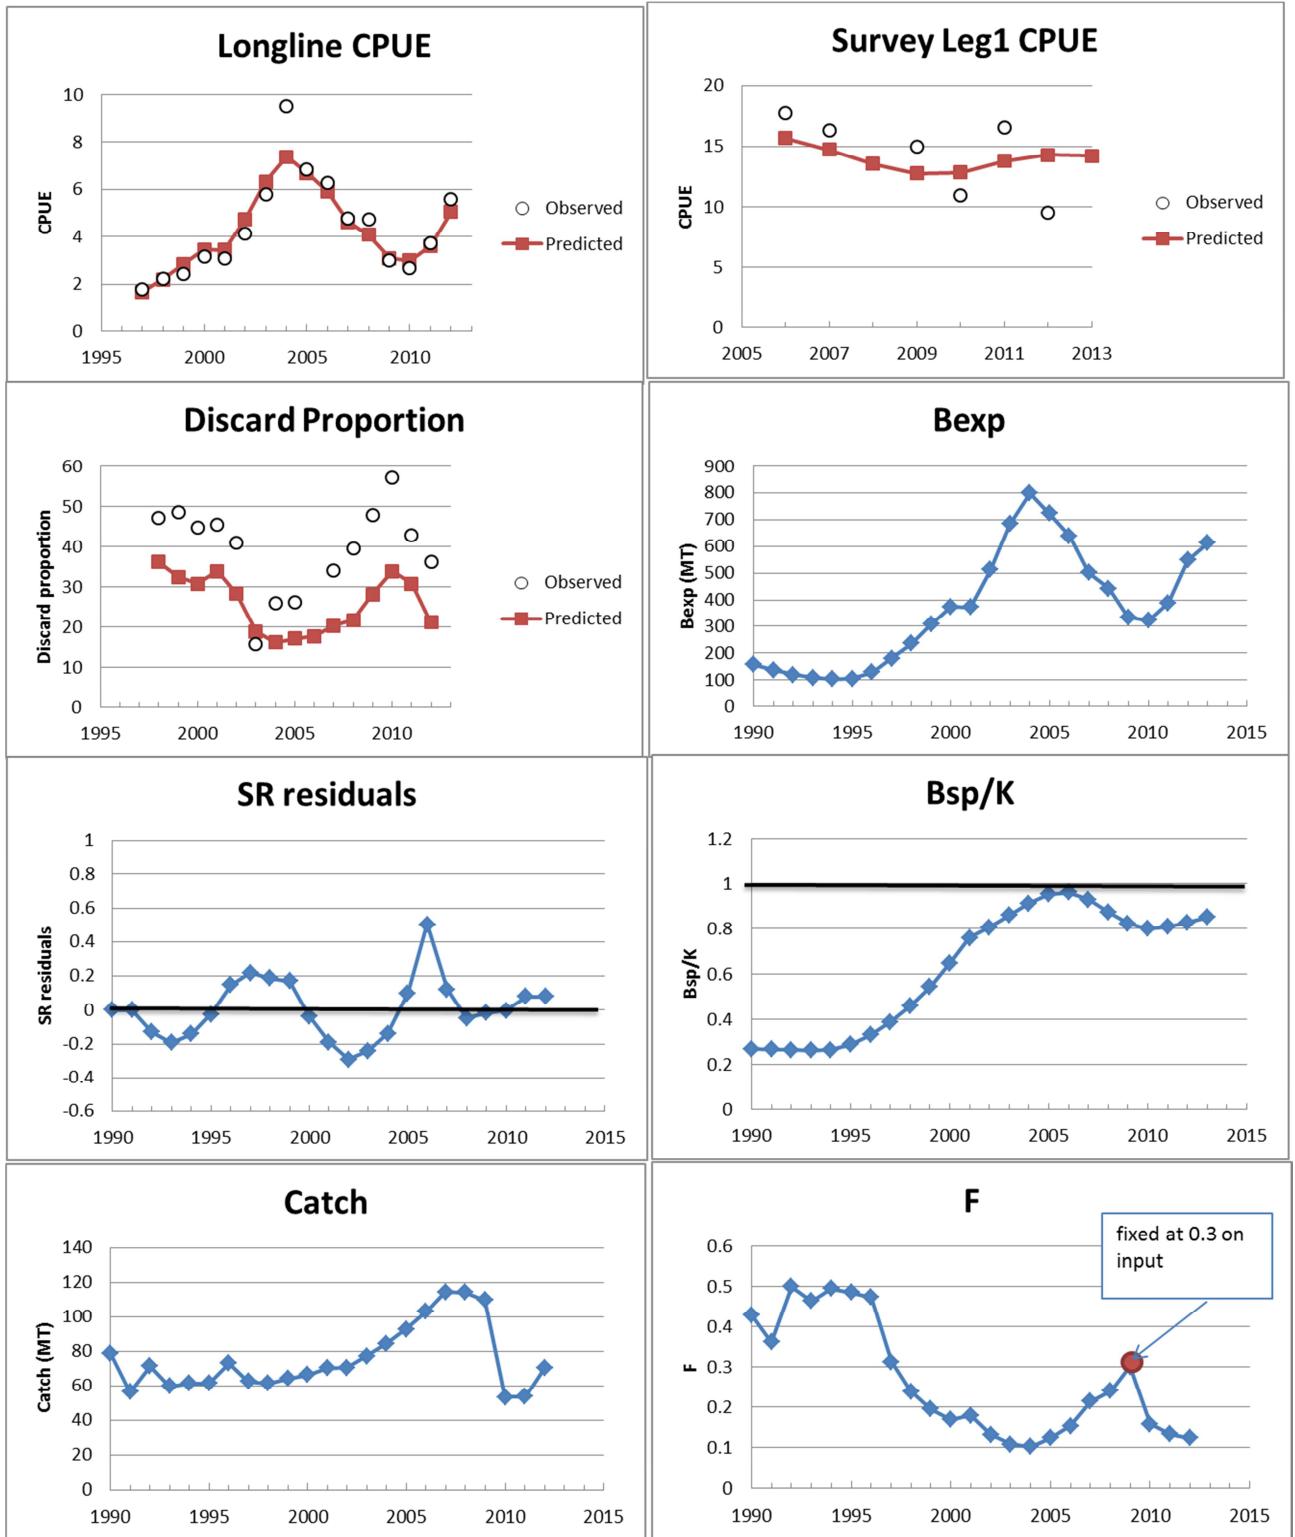 Longline CPUE
10
8
6
4
2
0
CPUE
1995 2000 2005 2010
Observed
Predicted
Survey Leg1 CPUE
20
15
10
5
0
CPUE
2005 2007 2009 2011 2013
Observed
Predicted
Discard Proportion
60
50
40
30
20
10
0
Discard proportion
1995 2000 2005 2010
Observed
Predicted
Bexp
900
800
700
600
500
400
300
200
100
0
Bexp (MT)
1990 1995 2000 2005 2010 2015
SR residuals
1
0.8
0.6
0.4
0.2
0
-0.2
-0.4
-0.6
SR residuals
1990 1995 2000 2005 2010 2015
Bsp/K
1.2
1
0.8
0.6
0.4
0.2
0
Bsp/K
1990 1995 2000 2005 2010 2015
Catch
140
120
100
80
60
40
20
0
Catch (MT)
1990 1995 2000 2005 2010 2015
F
fixed at 0.3 on
input
0.6
0.5
0.4
0.3
0.2
0.1
0
F
1990 1995 2000 2005 2010 2015